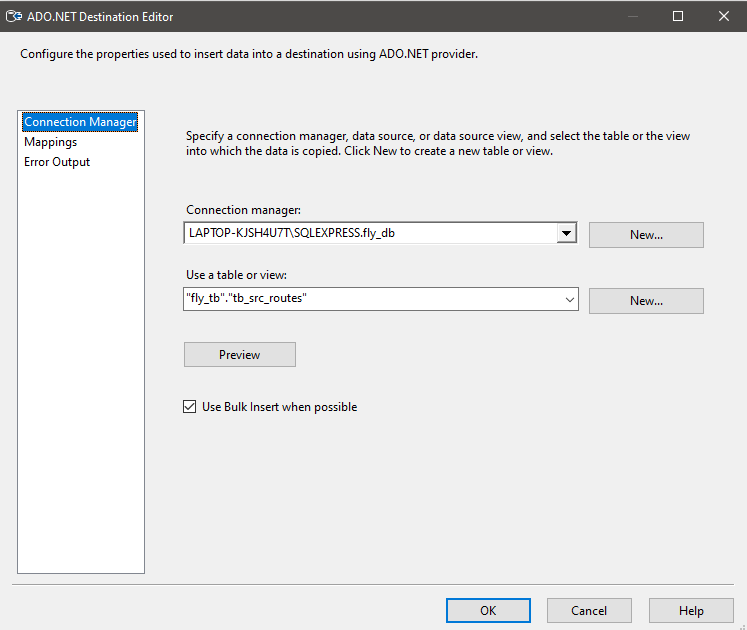 ADO.NET Destination Editor
Configure the properties used to insert data into a destination using ADO.NET provider.
Connection Manager
Mappings
Error Output
Specify a connection manager, data source, or data source view, and select the table or the view
into which the data is copied. Click New to create a new table or view.
Connection manager:
LAPTOP-KJSH4U7T\SQLEXPRESS.fly_db
New...
Use a table or view:
"fly_tb"."tb_src_routes"
New...
Preview
Use Bulk Insert when possible
OK
Cancel
Help